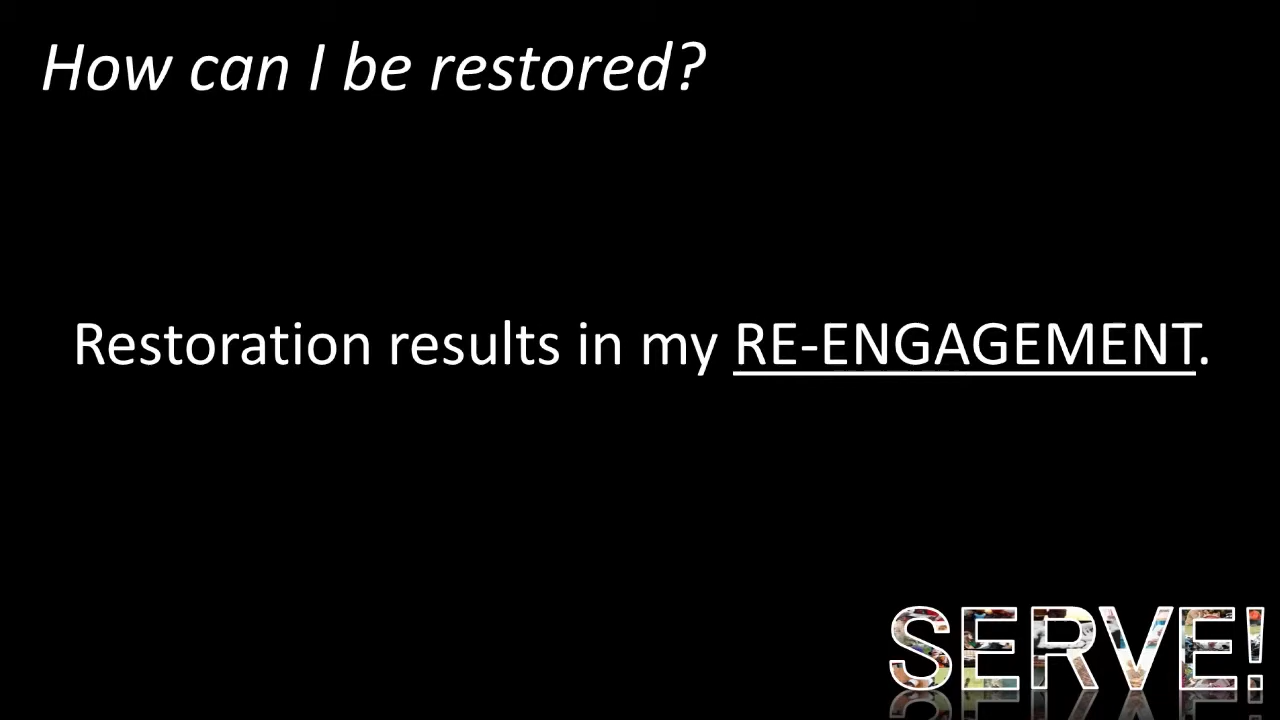 How can I be restored?
Restoration results in my RE-ENGAGEMENT.
SERVE!